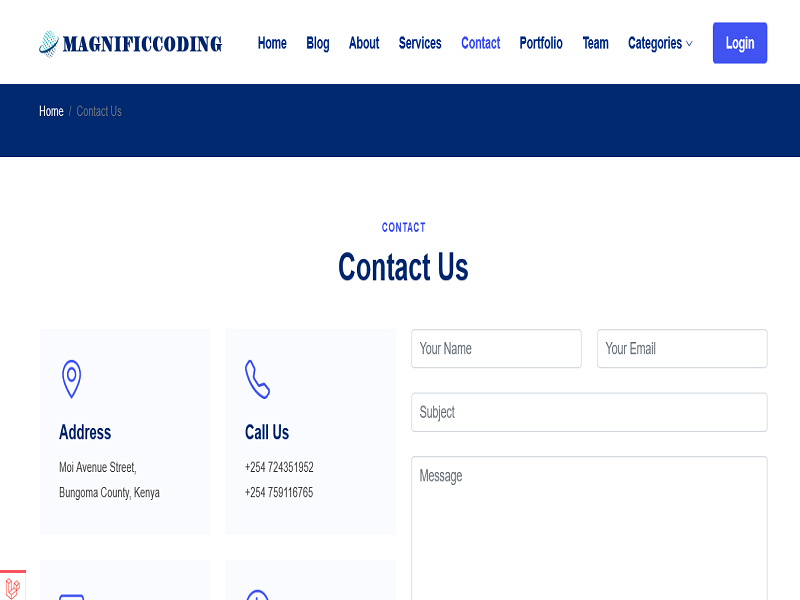 MAGNIFICCODING Home Blog About Services Contact Portfolio Team Categories Login
Home / Contact Us
CONTACT
Contact Us
Address
Moi Avenue Street,
Bungoma County, Kenya
Call Us
+254 724351952
+254 759116765
Your Name
Your Email
Subject
Message